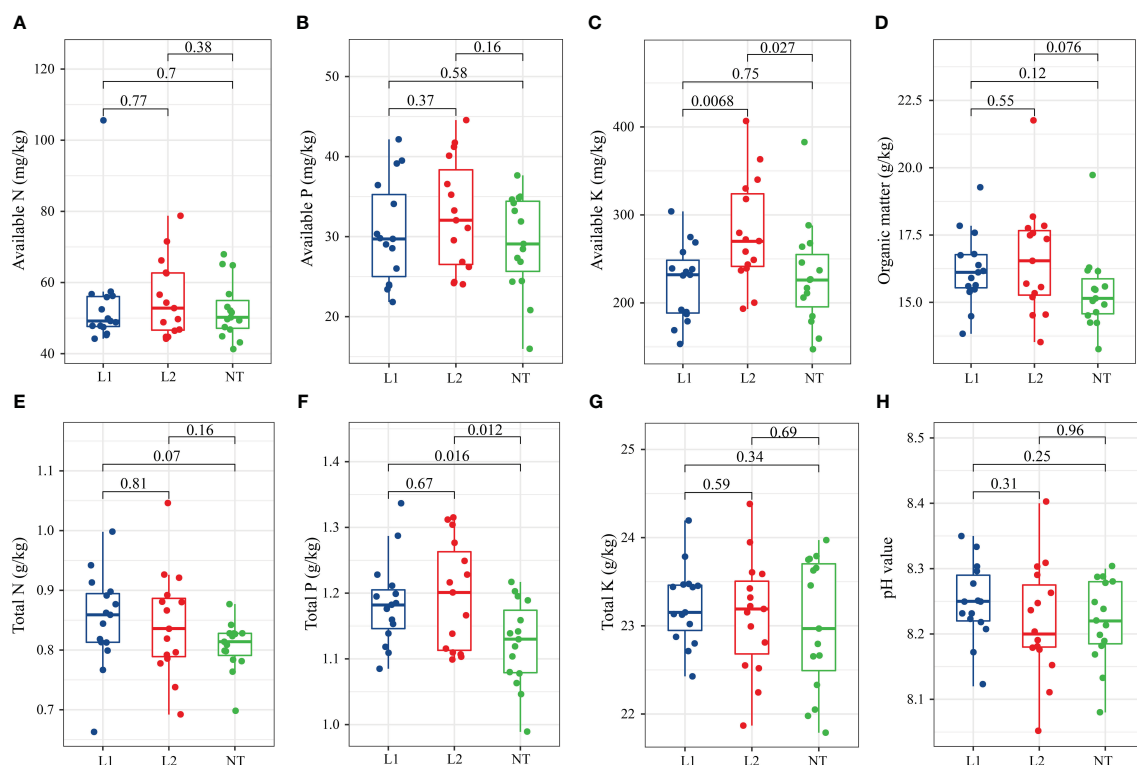 A
0.38
0.7
0.77
120
100
80
60
40
Available N (mg/kg)
L1 L2 NT
B
0.16
0.58
0.37
50
40
30
20
Available P (mg/kg)
L1 L2 NT
C
0.027
0.75
0.0068
400
300
200
Available K (mg/kg)
L1 L2 NT
D
0.076
0.12
0.55
22.5
20.0
17.5
15.0
Organic matter (g/kg)
L1 L2 NT
E
0.16
0.07
0.81
1.1
1.0
0.9
0.8
0.7
Total N (g/kg)
L1 L2 NT
F
0.012
0.016
0.67
1.4
1.3
1.2
1.1
1.0
Total P (g/kg)
L1 L2 NT
G
0.69
0.34
0.59
25
24
23
22
Total K (g/kg)
L1 L2 NT
H
0.96
0.25
0.31
8.5
8.4
8.3
8.2
8.1
pH value
L1 L2 NT